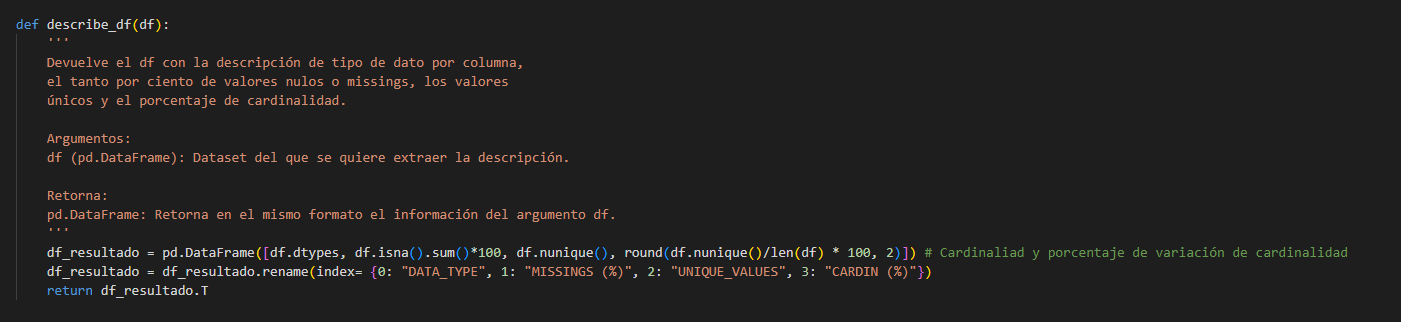 def describe_df(df):
    '''
    Devuelve el df con la descripción de tipo de dato por columna,
    el tanto por ciento de valores nulos o missings, los valores
    únicos y el porcentaje de cardinalidad.

    Argumentos:
    df (pd.DataFrame): Dataset del que se quiere extraer la descripción.

    Retorna:
    pd.DataFrame: Retorna en el mismo formato el información del argumento df.
    '''
    df_resultado = pd.DataFrame([df.dtypes, df.isna().sum()*100, df.nunique(), round(df.nunique()/len(df) * 100, 2)]) # Cardinaliad y porcentaje de variación de cardinalidad
    df_resultado = df_resultado.rename(index= {0: "DATA_TYPE", 1: "MISSINGS (%)", 2: "UNIQUE_VALUES", 3: "CARDIN (%)"})
    return df_resultado.T